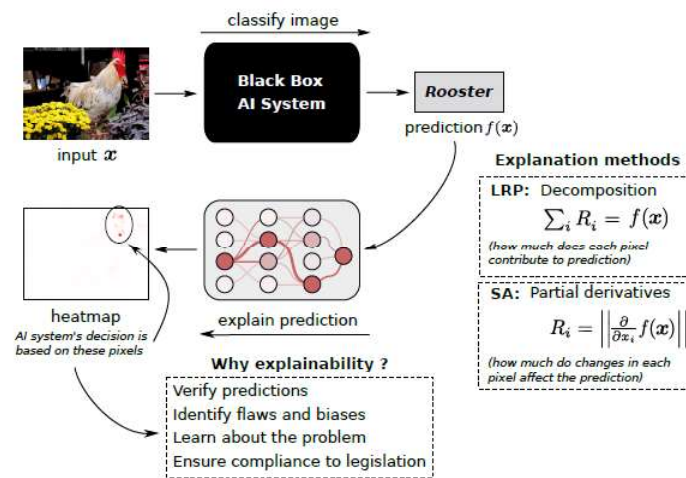 classify image
Black Box
AI System
Rooster
input x
prediction f(x)
Explanation methods
LRP: Decomposition
∑ᵢ Rᵢ = f(x)
(how much does each pixel
contribute to prediction)
SA: Partial derivatives
Rᵢ = ||∂/∂xᵢ f(x)||
(how much do changes in each
pixel affect the prediction)
heatmap
AI system's decision is
based on these pixels
explain prediction
Why explainability ?
Verify predictions
Identify flaws and biases
Learn about the problem
Ensure compliance to legislation